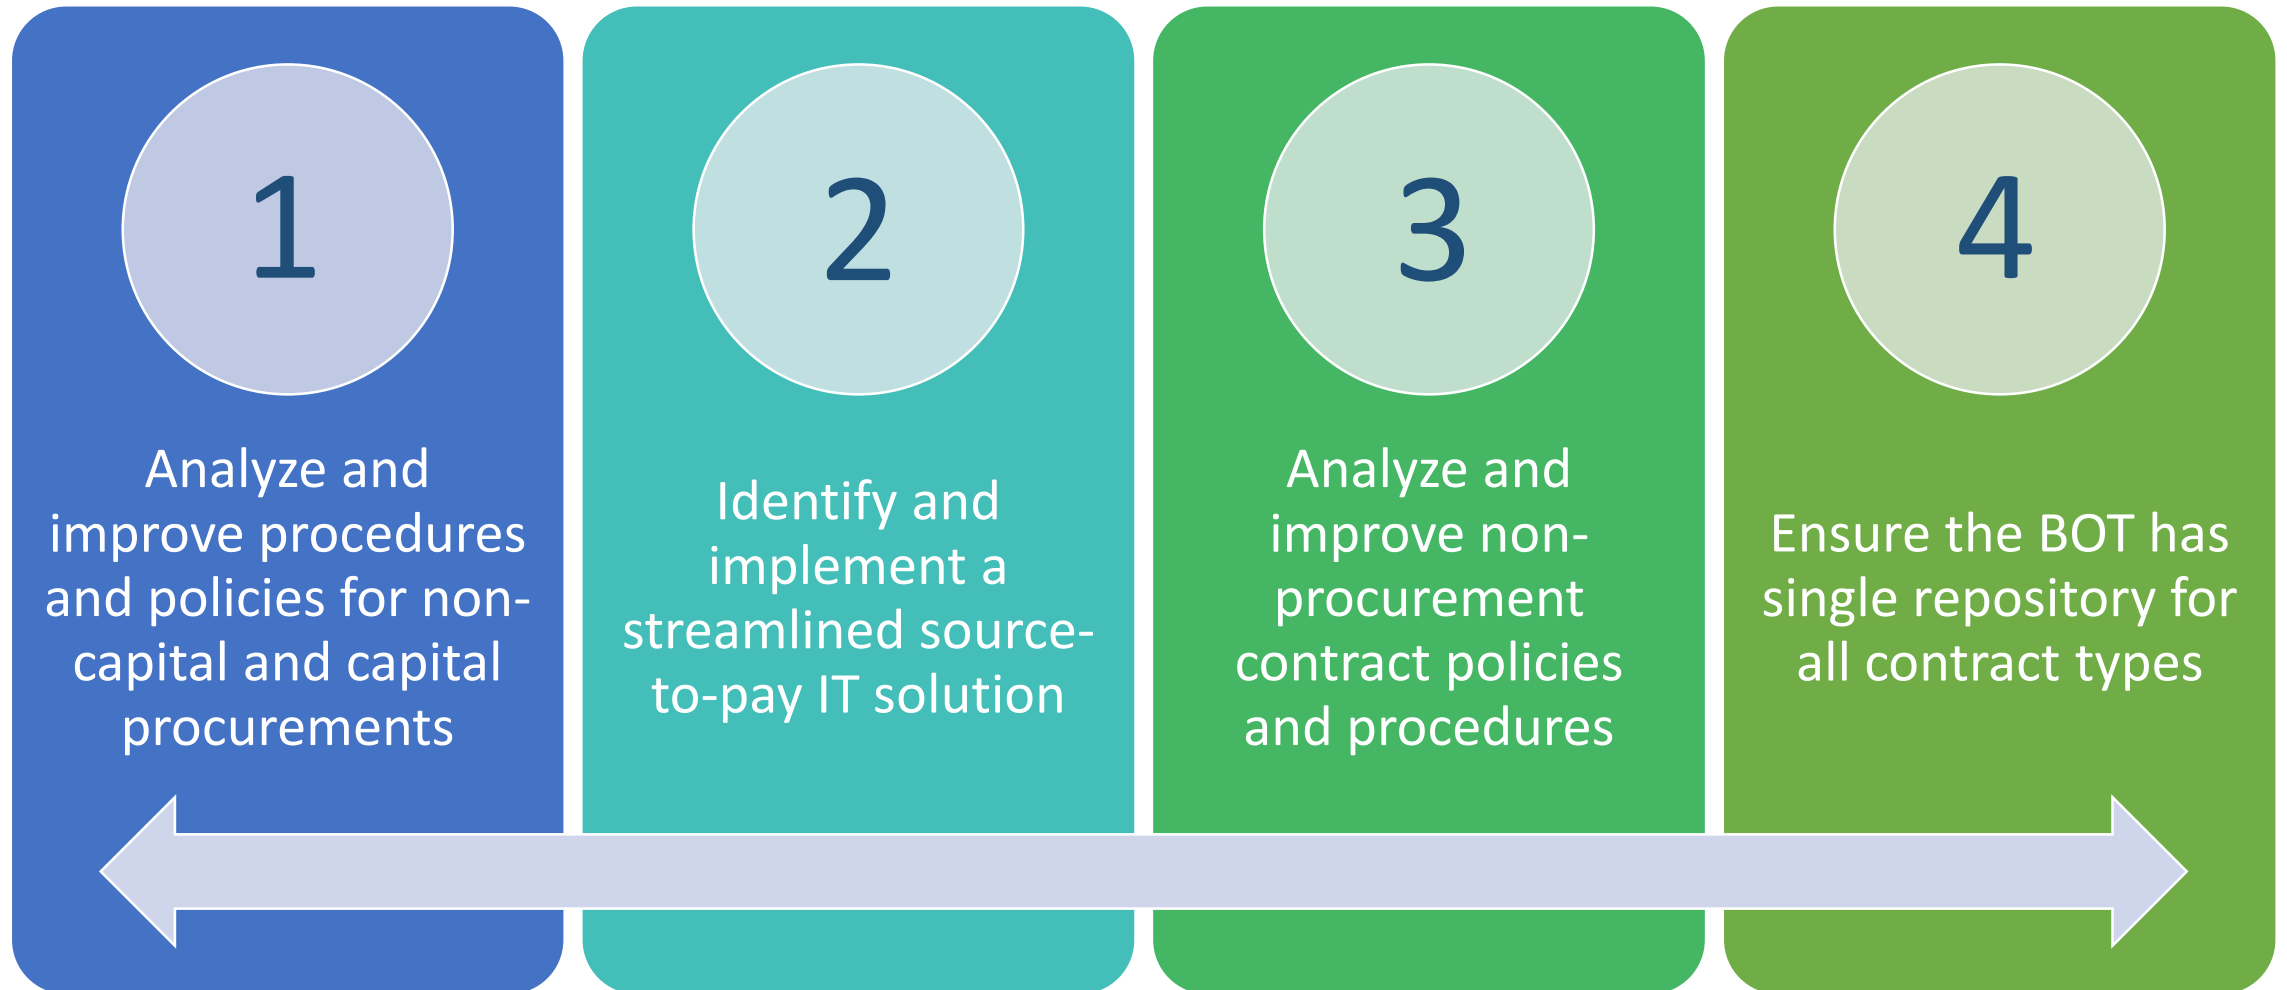 1
Analyze and
improve procedures
and policies for non-
capital and capital
procurements
2
Identify and
implement a
streamlined source-
to-pay IT solution
3
Analyze and
improve non-
procurement
contract policies
and procedures
4
Ensure the BOT has
single repository for
all contract types